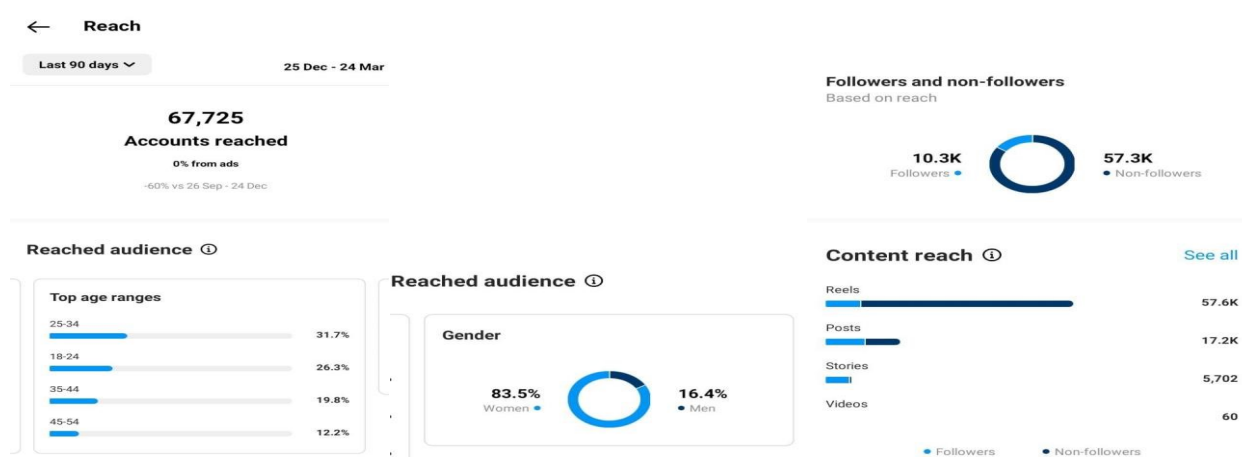 Reach
Last 90 days
25 Dec - 24 Mar
67,725
Accounts reached
0% from ads
-60% vs 26 Sep - 24 Dec
Reached audience
Top age ranges
25-34
31.7%
18-24
26.3%
35-44
19.8%
45-54
12.2%
Reached audience
Gender
83.5%
Women
16.4%
Men
Followers and non-followers
Based on reach
10.3K
Followers
57.3K
Non-followers
Content reach
See all
Reels
57.6K
Posts
17.2K
Stories
5,702
Videos
60
Followers
Non-followers